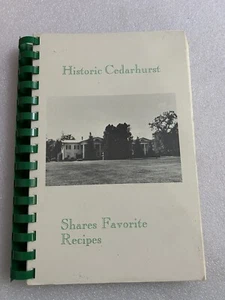 Historic Cedarhurst
Shares Favorite
Recipes